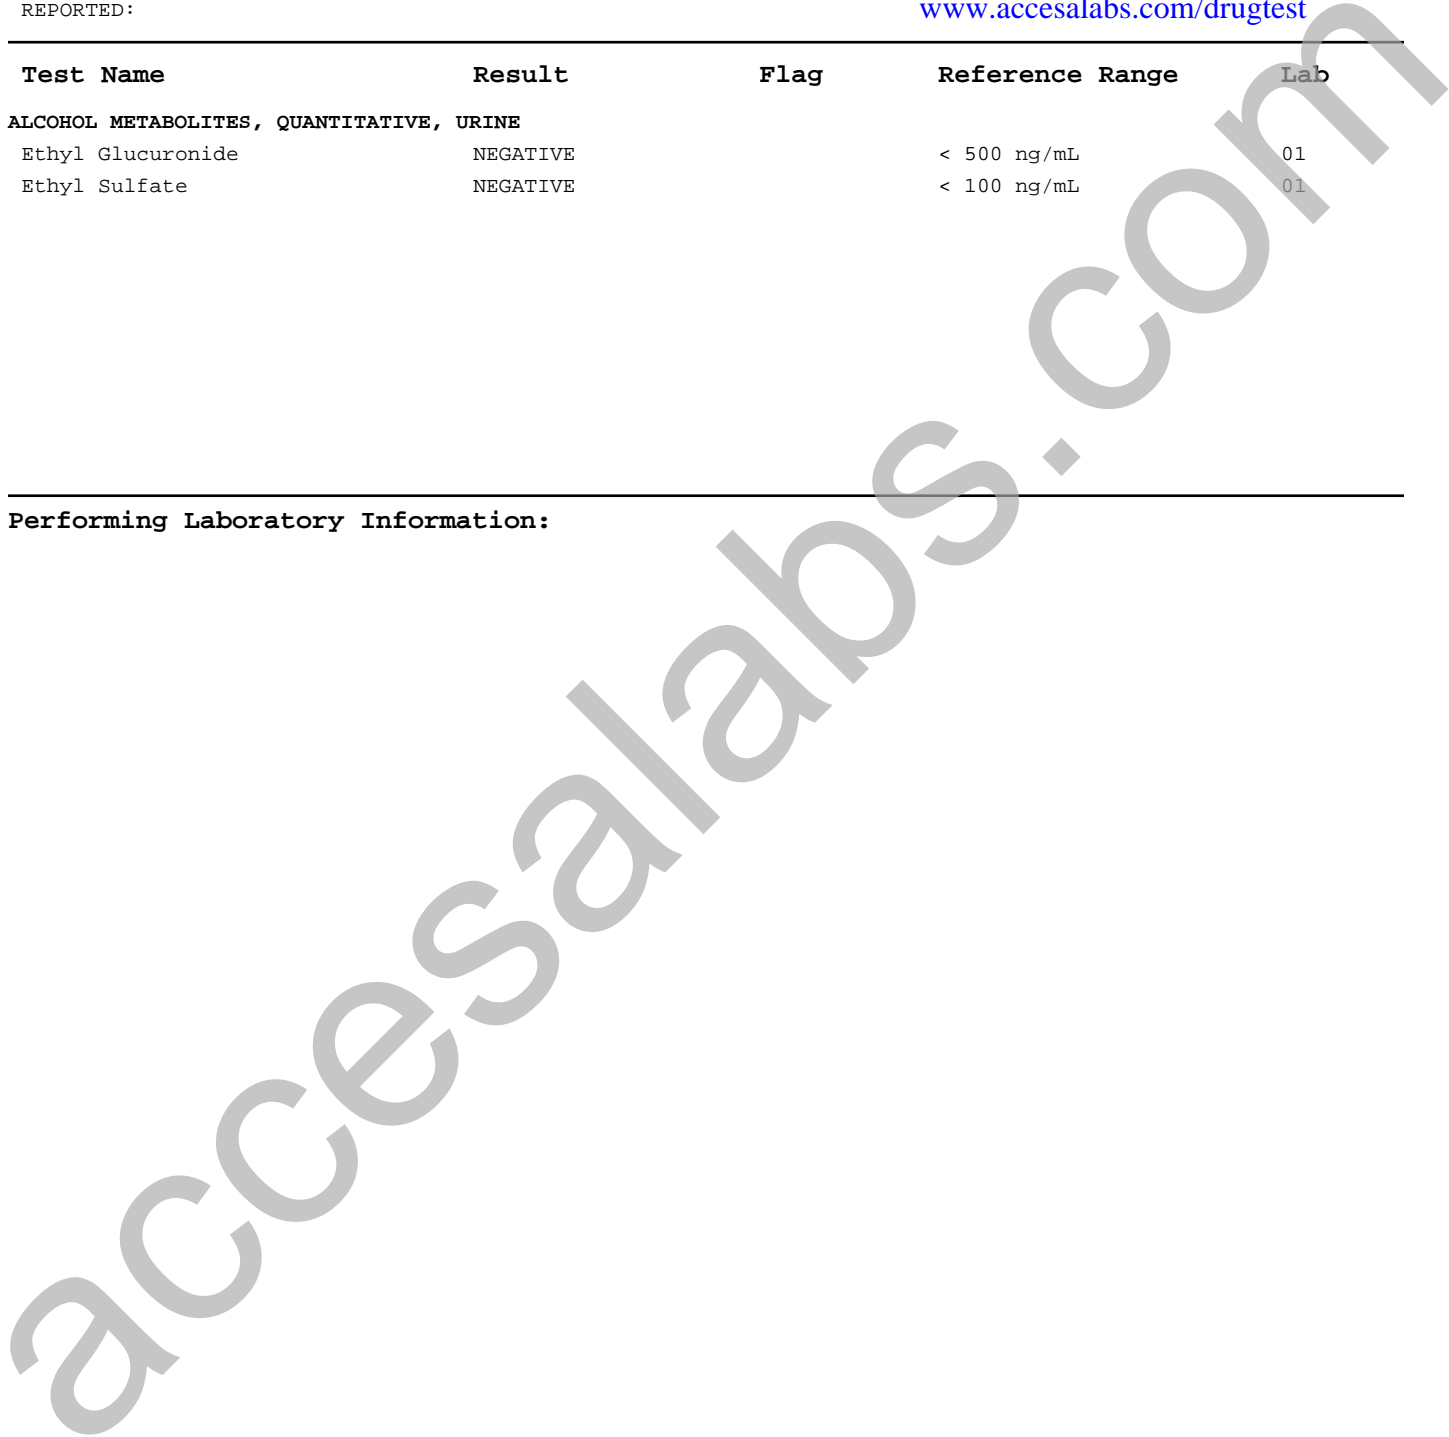 REPORTED: www.accesalabs.com/drugtest
Test Name Result Flag Reference Range Lab
ALCOHOL METABOLITES, QUANTITATIVE, URINE
Ethyl Glucuronide NEGATIVE < 500 ng/mL 01
Ethyl Sulfate NEGATIVE < 100 ng/mL 01
Performing Laboratory Information:
accesalabs.com